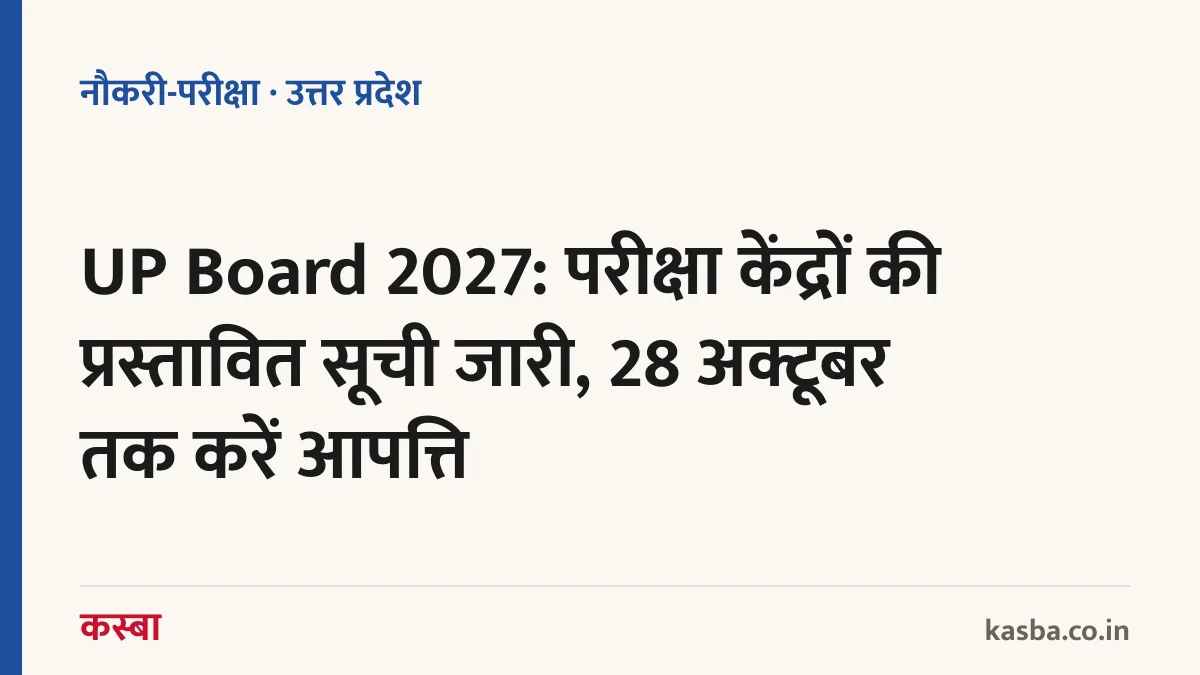 नौकरी-परीक्षा · उत्तर प्रदेश
UP Board 2027: परीक्षा केंद्रों की
प्रस्तावित सूची जारी, 28 अक्टूबर
तक करें आपत्ति
कस्बा
kasba.co.in